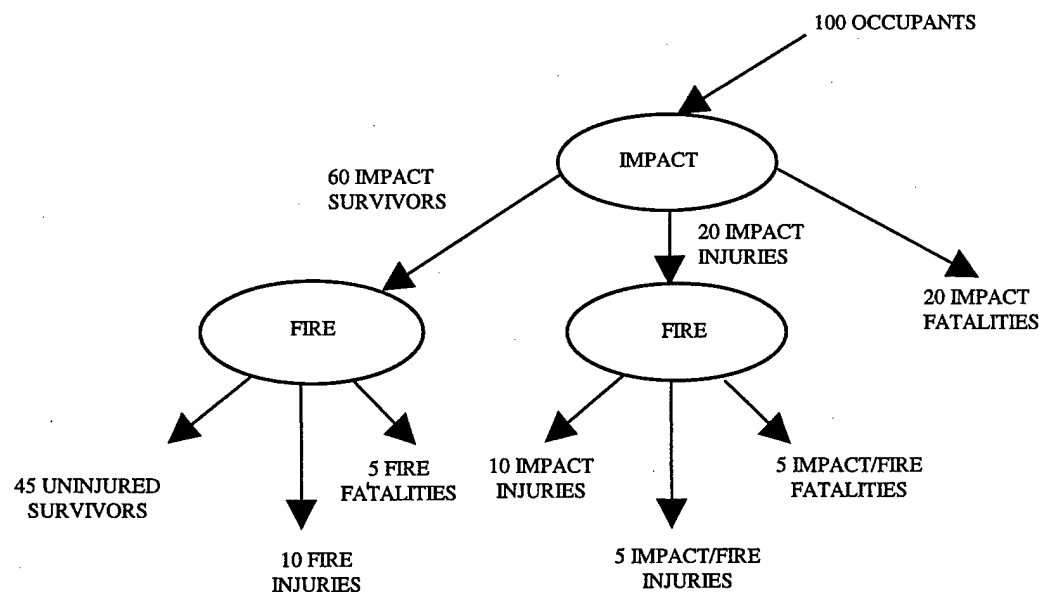 100 OCCUPANTS
IMPACT
60 IMPACT
SURVIVORS
20 IMPACT
INJURIES
20 IMPACT
FATALITIES
FIRE
FIRE
45 UNINJURED
SURVIVORS
10 FIRE
INJURIES
5 FIRE
FATALITIES
10 IMPACT
INJURIES
5 IMPACT/FIRE
INJURIES
5 IMPACT/FIRE
FATALITIES